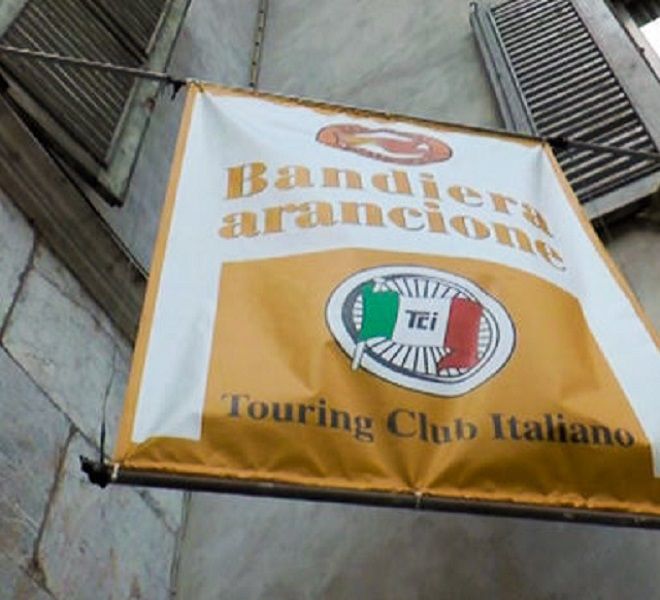 Bandiera
arancione
TCi
Touring Club Italiano